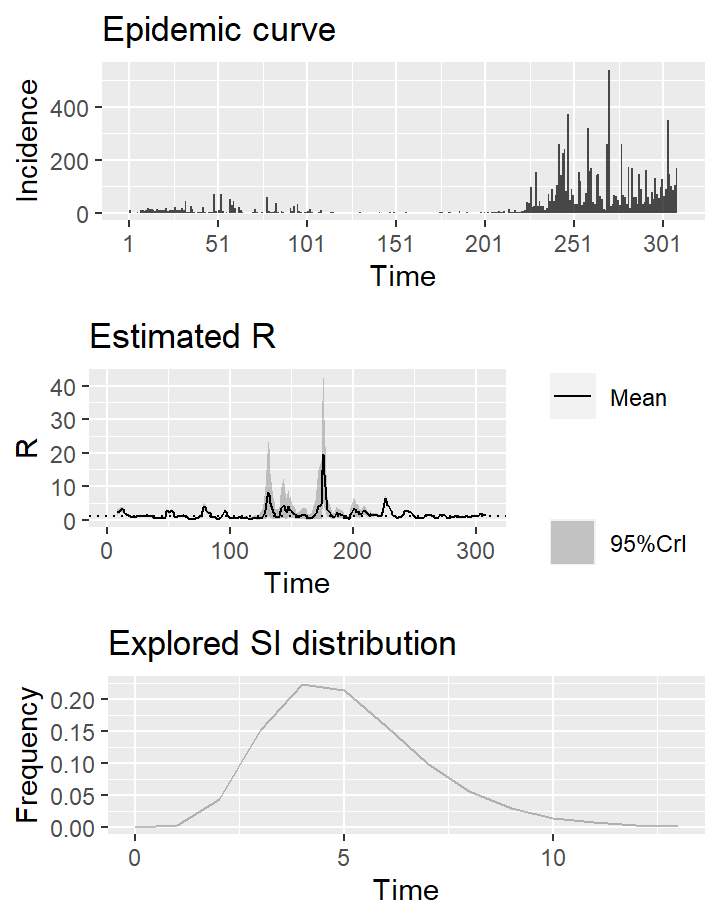 Epidemic curve
Incidence
400
200
0
1 51 101 151 201 251 301
Time
Estimated R
R
40
30
20
10
0
0 100 200 300
Time
Mean
95%CrI
Explored SI distribution
Frequency
0.20
0.15
0.10
0.05
0.00
0 5 10
Time